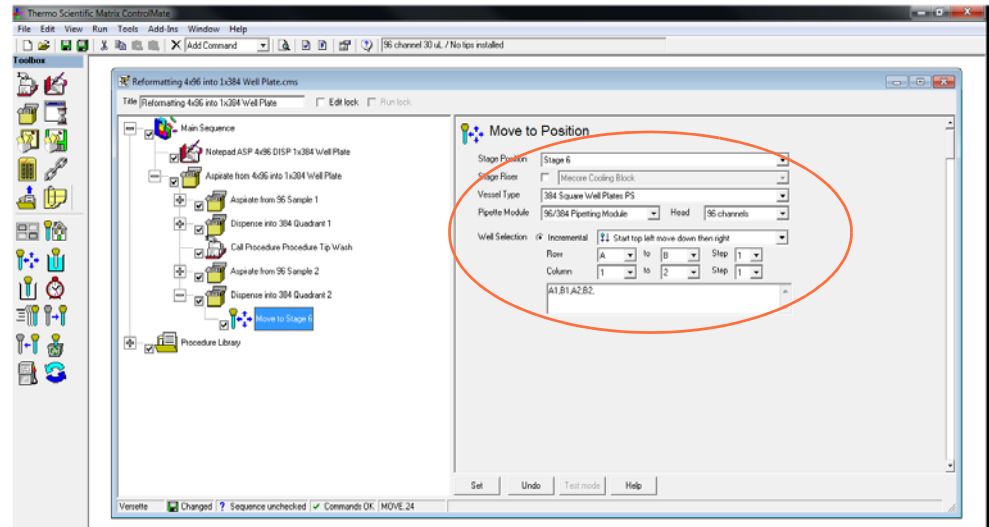 Thermo Scientific Matrix ControlMate
File Edit View Run Tools Add-Ins Window Help
Add Command
96 channel 30 uL / No tips installed
Toolbox
Reformatting 4x96 into 1x384 Well Plate.cms
Title Reformatting 4x96 into 1x384 Well Plate Edit lock Run lock
Main Sequence
Notepad ASP 4x96 DISP 1x384 Well Plate
Aspirate from 4x96 into 1x384 Well Plate
Aspirate from 96 Sample 1
Dispense into 384 Quadrant 1
Call Procedure Procedure Tip Wash
Aspirate from 96 Sample 2
Dispense into 384 Quadrant 2
Move to Stage 6
Procedure Library
Move to Position
Stage Position Stage 6
Stage Riser Mecore Cooling Block
Vessel Type 384 Square Well Plates PS
Pipette Module 96/384 Pipetting Module Head 96 channels
Well Selection Incremental Start top left move down then right
Row A to B Step 1
Column 1 to 2 Step 1
A1,B1,A2,B2,
Set Undo Test mode Help
Versette Changed ? Sequence unchecked Commands OK MOVE.24